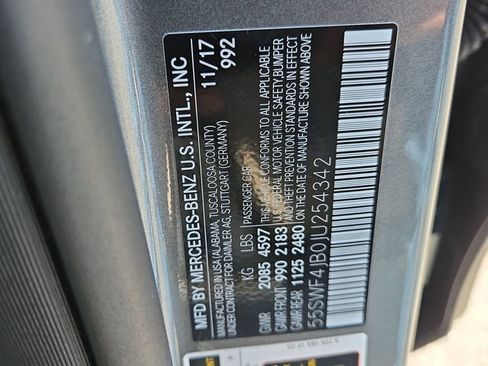 MFD BY MERCEDES-BENZ U.S. INTL., INC
MANUFACTURED IN USA (ALABAMA, TUSCALOOSA COUNTY)
UNDER CONTRACT FOR DAIMLER AG, STUTTGART (GERMANY)
11/17
992
KG LBS
GVWR 2085 4597
GAWR FRONT 990 2183
GAWR REAR 1125 2480
PASSENGER CAR
THIS VEHICLE CONFORMS TO ALL APPLICABLE
U.S. FEDERAL MOTOR VEHICLE SAFETY, BUMPER
AND THEFT PREVENTION STANDARDS IN EFFECT
ON THE DATE OF MANUFACTURE SHOWN ABOVE
55SWF4JB0JU254342